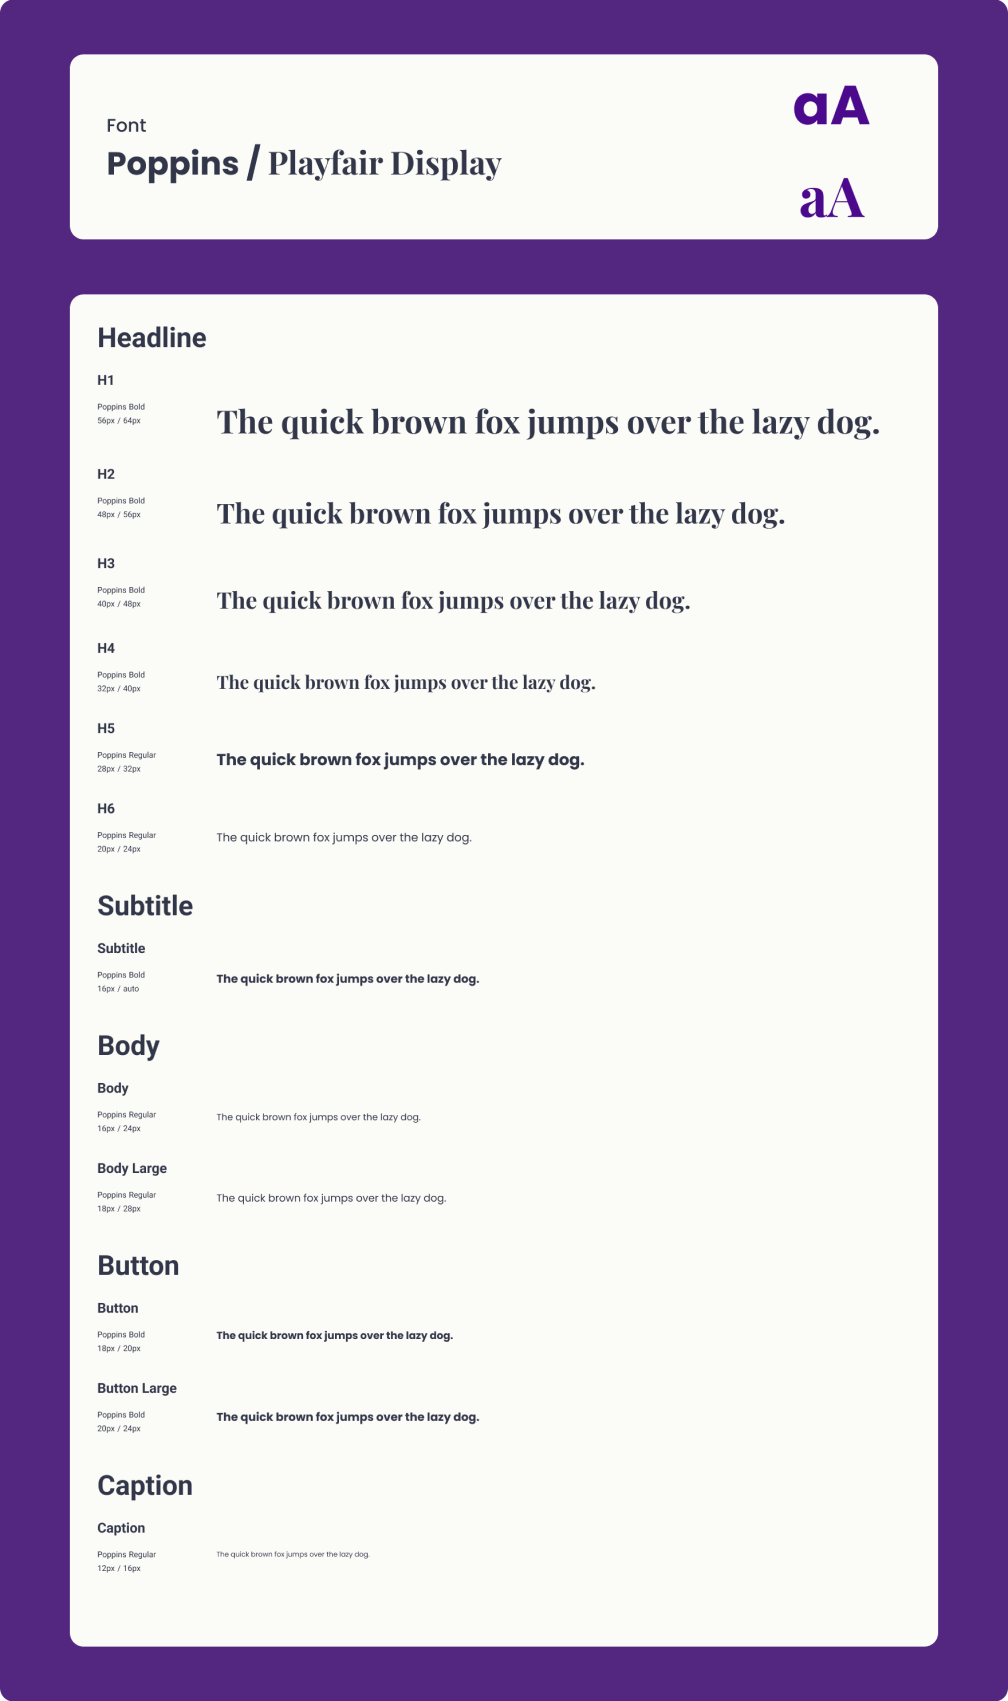 Font
Poppins / Playfair Display
aA
aA
Headline
H1
Poppins Bold
56px / 64px
The quick brown fox jumps over the lazy dog.
H2
Poppins Bold
48px / 56px
The quick brown fox jumps over the lazy dog.
H3
Poppins Bold
40px / 48px
The quick brown fox jumps over the lazy dog.
H4
Poppins Bold
32px / 40px
The quick brown fox jumps over the lazy dog.
H5
Poppins Regular
28px / 32px
The quick brown fox jumps over the lazy dog.
H6
Poppins Regular
20px / 24px
The quick brown fox jumps over the lazy dog.
Subtitle
Subtitle
Poppins Bold
16px / auto
The quick brown fox jumps over the lazy dog.
Body
Body
Poppins Regular
16px / 24px
The quick brown fox jumps over the lazy dog.
Body Large
Poppins Regular
18px / 28px
The quick brown fox jumps over the lazy dog.
Button
Button
Poppins Bold
18px / 20px
The quick brown fox jumps over the lazy dog.
Button Large
Poppins Bold
20px / 24px
The quick brown fox jumps over the lazy dog.
Caption
Caption
Poppins Regular
12px / 16px
The quick brown fox jumps over the lazy dog.